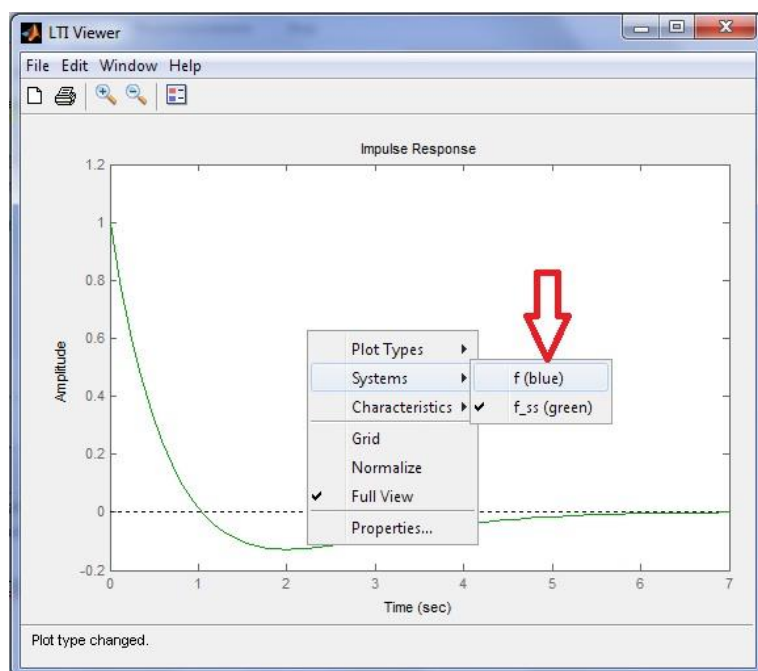 LTI Viewer
File Edit Window Help
Impulse Response
1.2
1
0.8
0.6
0.4
0.2
0
-0.2
Amplitude
0 1 2 3 4 5 6 7
Time (sec)
Plot Types
Systems
Characteristics
Grid
Normalize
Full View
Properties...
f (blue)
f_ss (green)
Plot type changed.